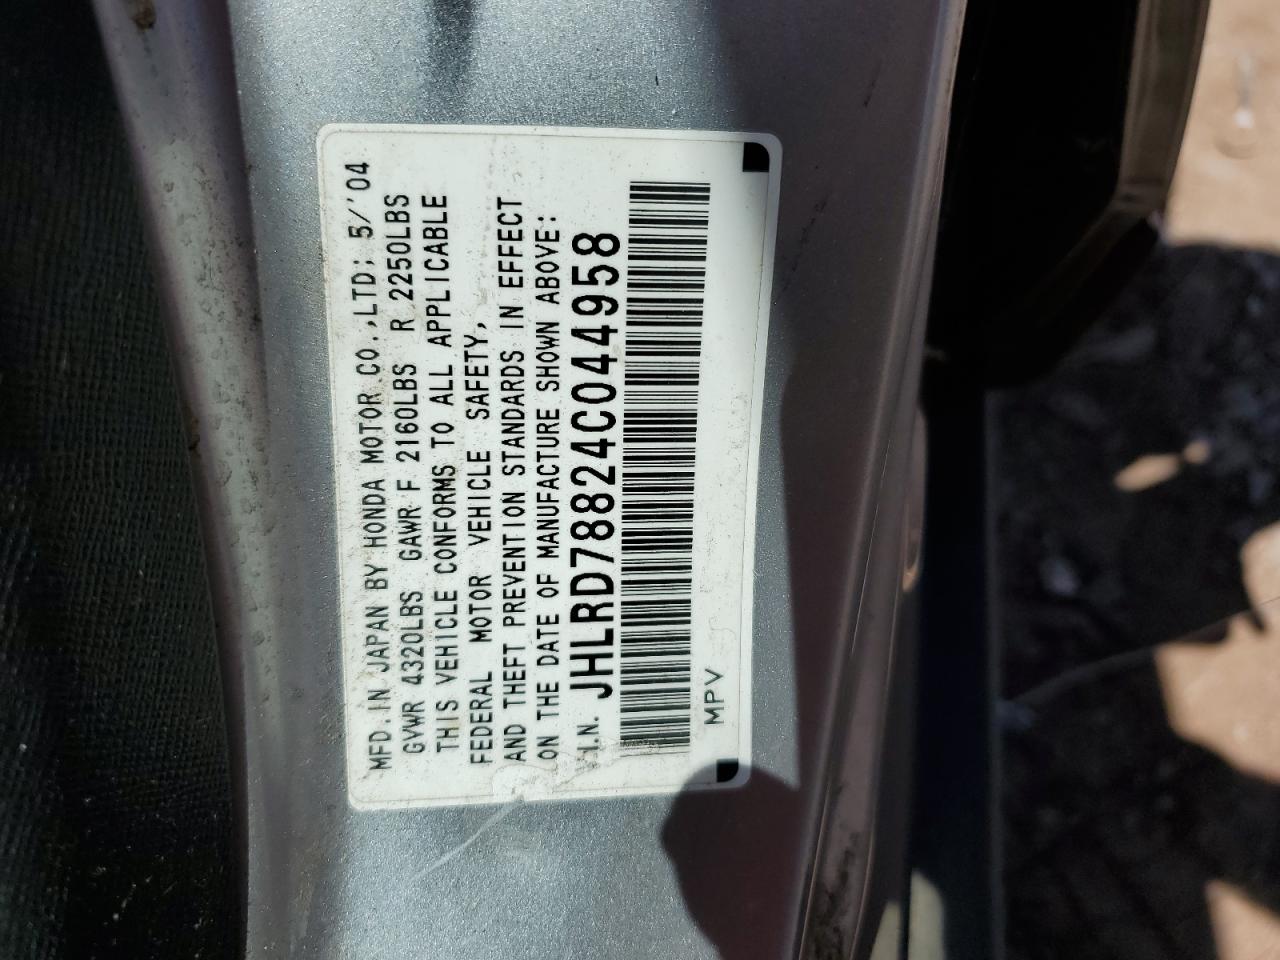 MFD. IN JAPAN BY HONDA MOTOR CO.,LTD: 5/'04
GVWR 4320LBS GAWR F 2160LBS R 2250LBS
THIS VEHICLE CONFORMS TO ALL APPLICABLE
FEDERAL MOTOR VEHICLE SAFETY,
AND THEFT PREVENTION STANDARDS IN EFFECT
ON THE DATE OF MANUFACTURE SHOWN ABOVE:
V.I.N. JHLRD78824C044958
MPV